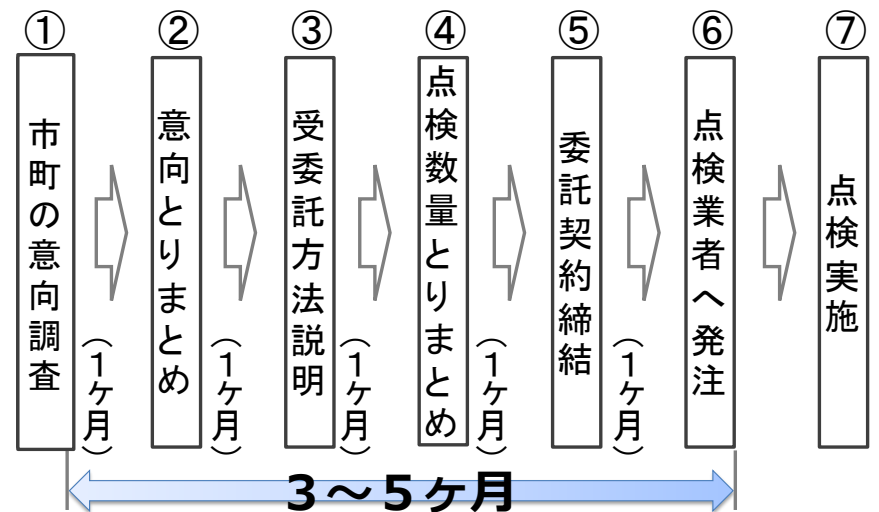 ①
市町の意向調査
（１ヶ月）
②
意向とりまとめ
（１ヶ月）
③
受委託方法説明
（１ヶ月）
④
点検数量とりまとめ
（１ヶ月）
⑤
委託契約締結
（１ヶ月）
⑥
点検業者へ発注
⑦
点検実施
３～５ヶ月